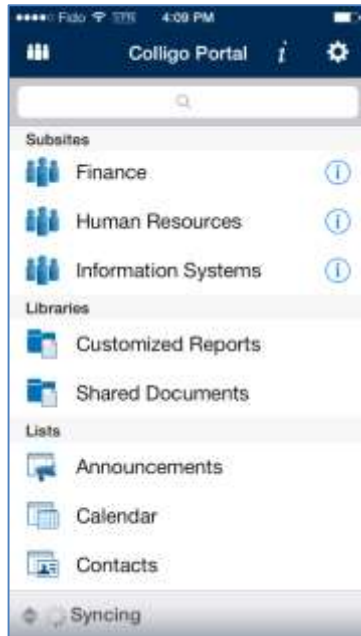 Fido 4:09 PM
Colligo Portal i
Subsites
Finance i
Human Resources i
Information Systems i
Libraries
Customized Reports
Shared Documents
Lists
Announcements
Calendar
Contacts
Syncing